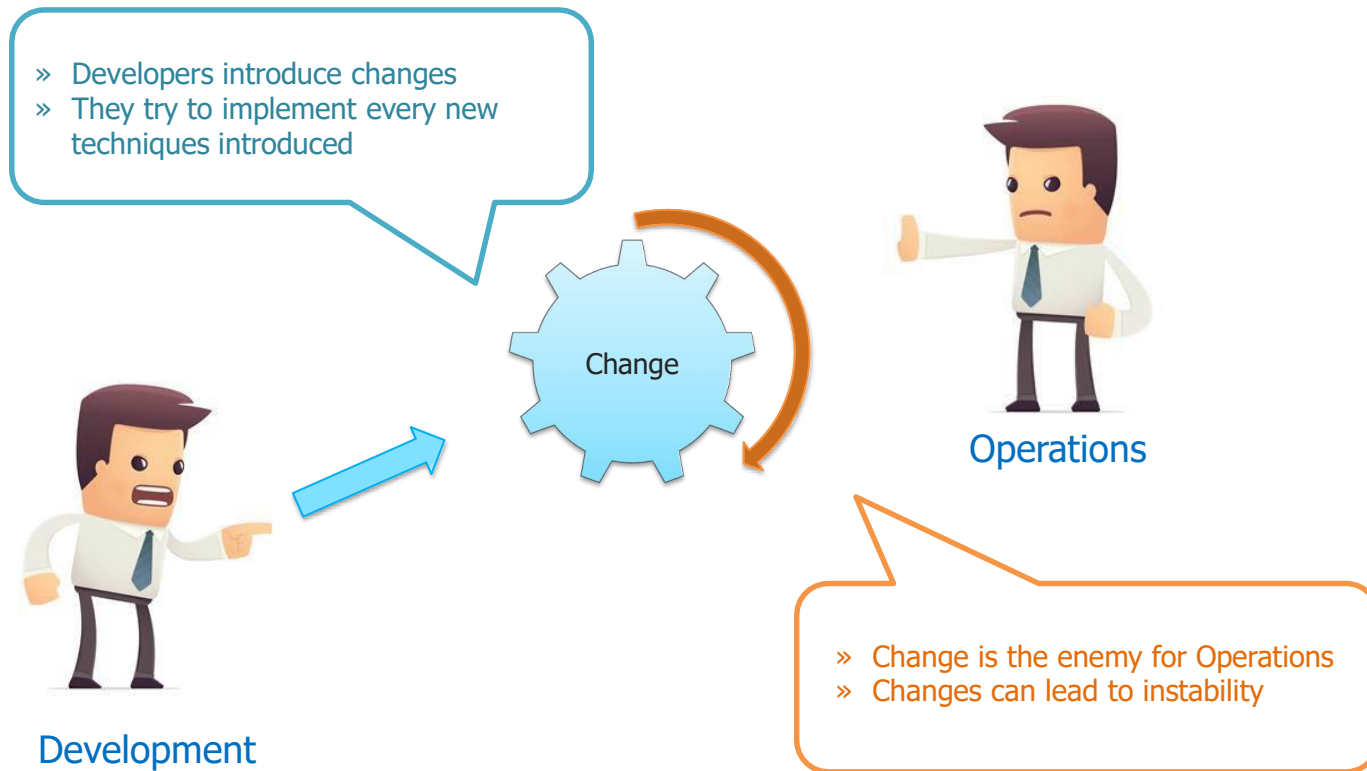 » Developers introduce changes
» They try to implement every new
techniques introduced
Change
Operations
Development
» Change is the enemy for Operations
» Changes can lead to instability